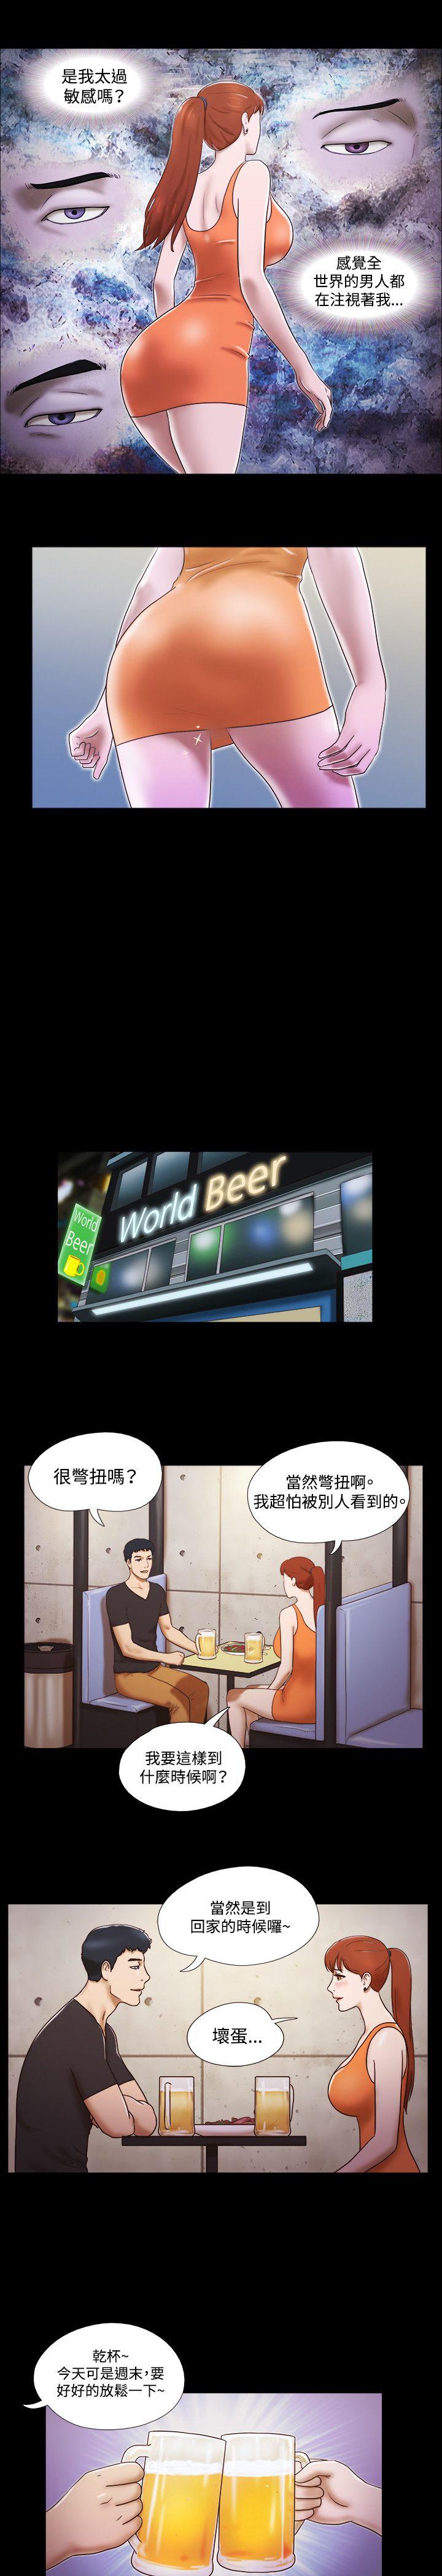 是我太過
敏感嗎？
感覺全
世界的男人都
在注視著我...
World Beer
World
Beer
很彆扭嗎？
當然彆扭啊。
我超怕被別人看到的。
我要這樣到
什麼時候啊？
當然是到
回家的時候囉~
壞蛋...
乾杯~
今天可是週末，要
好好的放鬆一下~